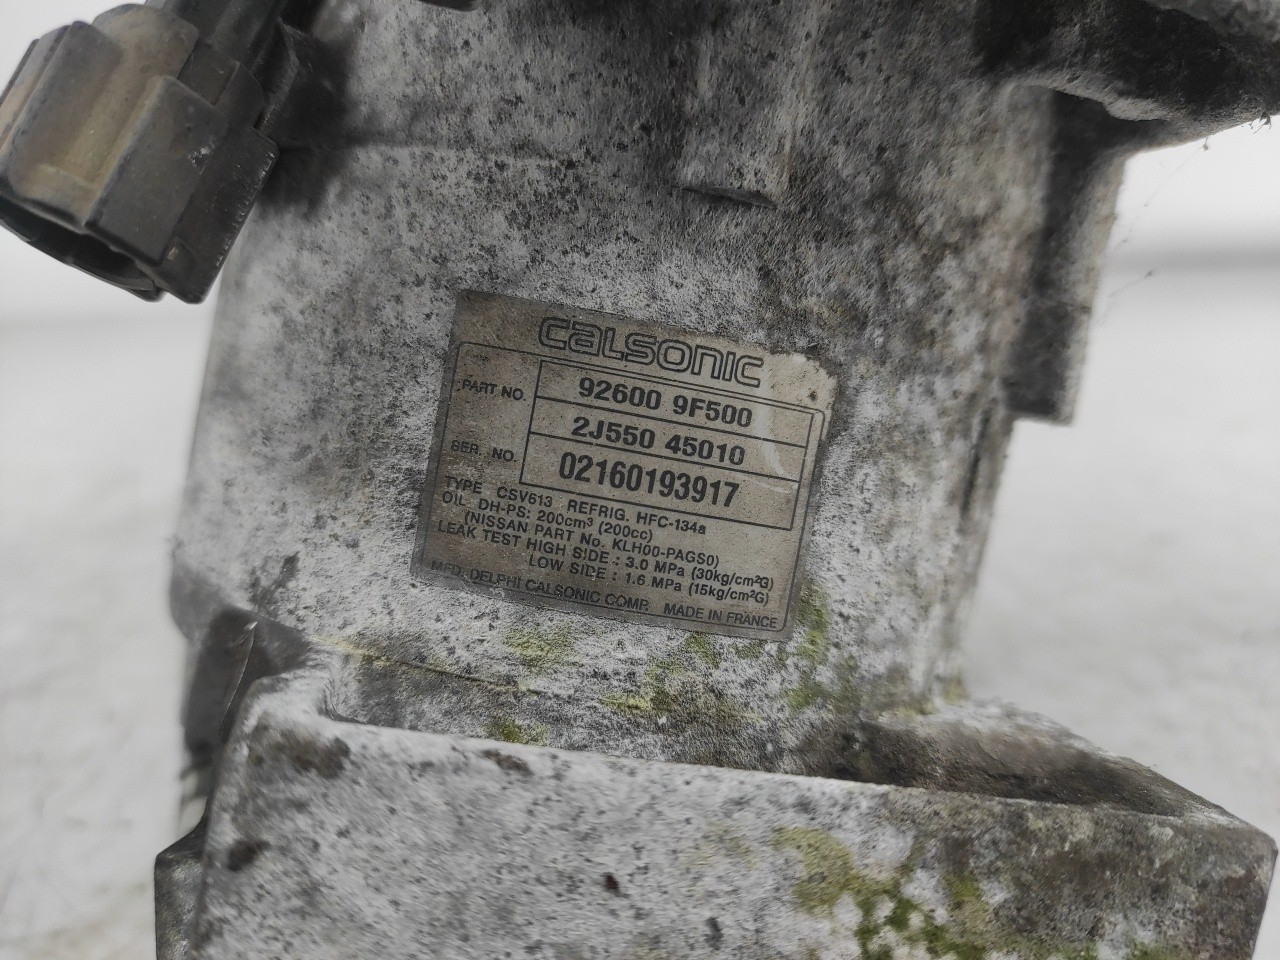 CALSONIC
PART NO. 92600 9F500
2J550 45010
SER. NO. 02160193917
TYPE CSV613 REFRIG. HFC-134a
OIL DH-PS: 200cm³ (200cc)
(NISSAN PART No. KLH00-PAGS0)
LEAK TEST HIGH SIDE : 3.0 MPa (30kg/cm²G)
LOW SIDE : 1.6 MPa (15kg/cm²G)
MFD. DELPHI CALSONIC COMP. MADE IN FRANCE